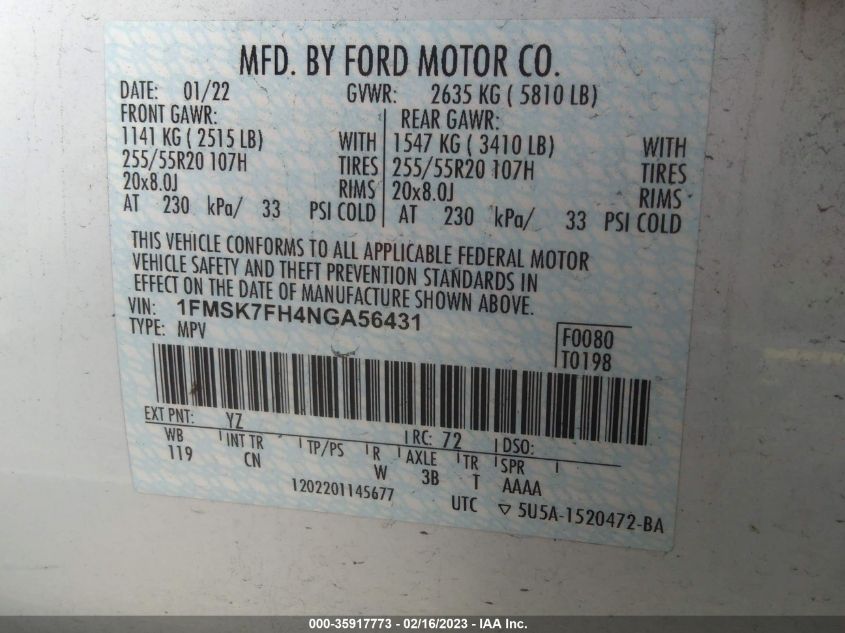 MFD. BY FORD MOTOR CO.
DATE: 01/22 GVWR: 2635 KG ( 5810 LB)
FRONT GAWR: REAR GAWR:
1141 KG ( 2515 LB) WITH 1547 KG ( 3410 LB) WITH
255/55R20 107H TIRES 255/55R20 107H TIRES
20x8.0J RIMS 20x8.0J RIMS
AT 230 kPa/ 33 PSI COLD AT 230 kPa/ 33 PSI COLD
THIS VEHICLE CONFORMS TO ALL APPLICABLE FEDERAL MOTOR
VEHICLE SAFETY AND THEFT PREVENTION STANDARDS IN
EFFECT ON THE DATE OF MANUFACTURE SHOWN ABOVE.
VIN: 1FMSK7FH4NGA56431
TYPE: MPV F0080
T0198
EXT PNT: YZ RC: 72 DSO:
WB INT TR TP/PS R AXLE TR SPR
119 CN W 3B T AAAA
1202201145677 UTC ▽ 5U5A-1520472-BA
000-35917773 - 02/16/2023 - IAA Inc.